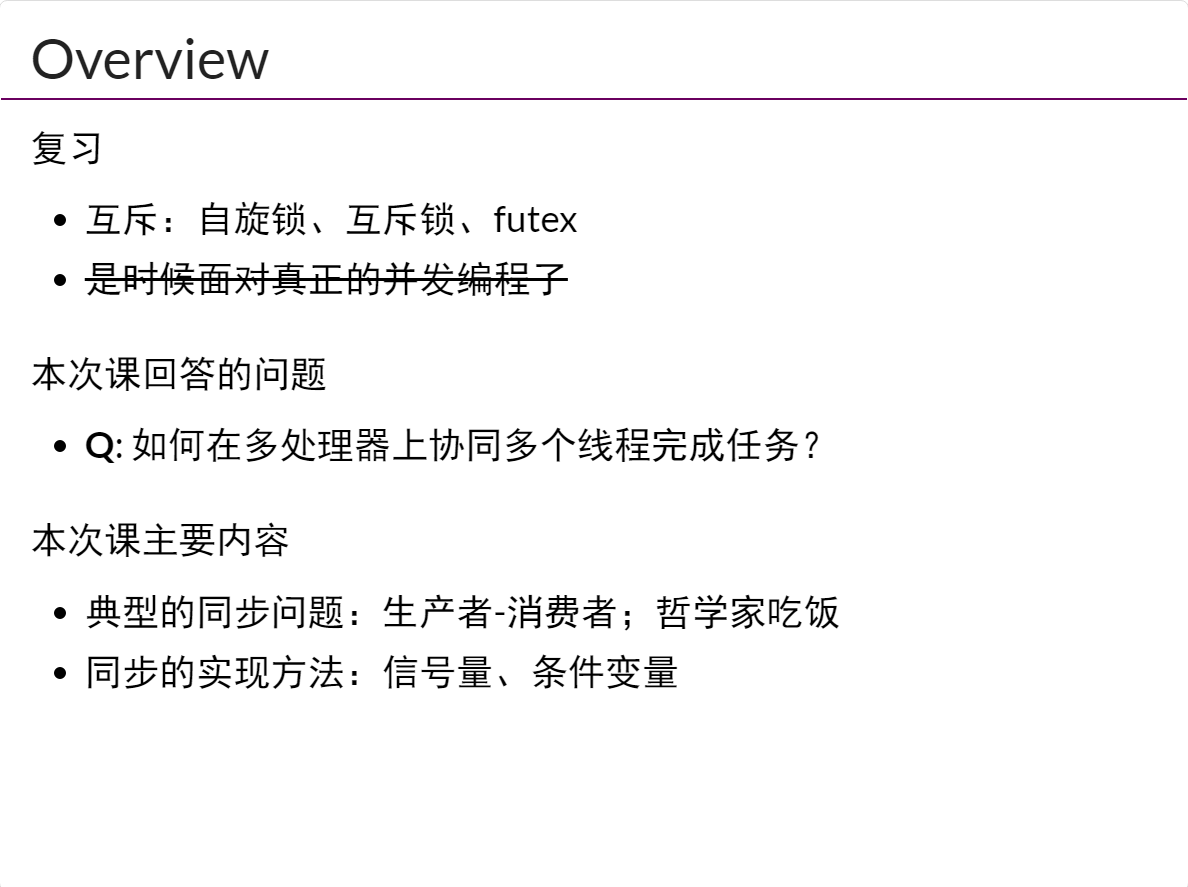 Overview
复习
互斥：自旋锁、互斥锁、futex
是时候面对真正的并发编程了
本次课回答的问题
Q: 如何在多处理器上协同多个线程完成任务？
本次课主要内容
典型的同步问题：生产者-消费者；哲学家吃饭
同步的实现方法：信号量、条件变量